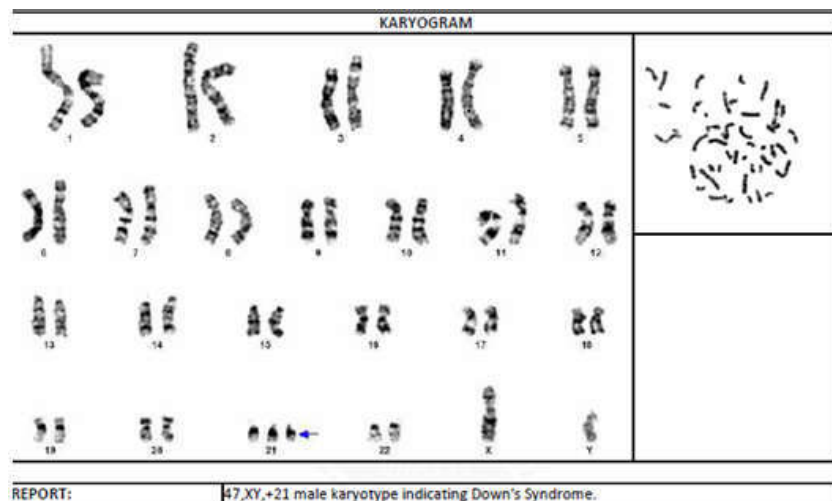 KARYOGRAM
1 2 3 4 5
6 7 8 9 10 11 12
13 14 15 16 17 18
19 20 21 22 X Y
REPORT: 47,XY,+21 male karyotype indicating Down's Syndrome.